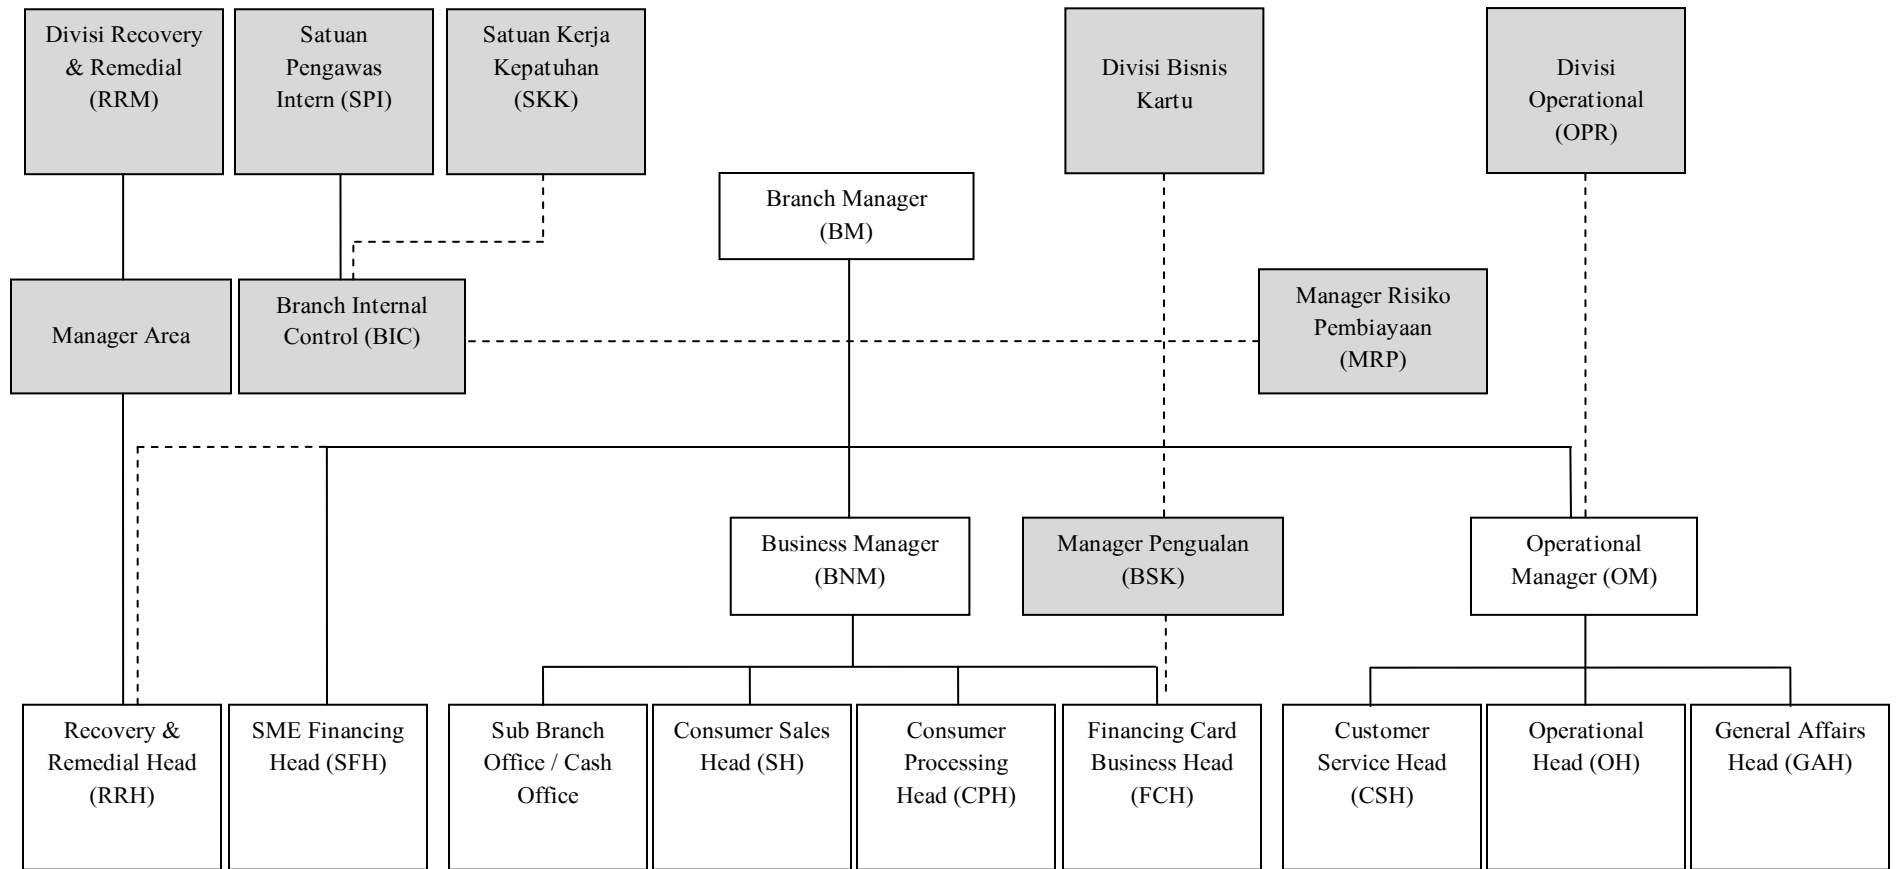 Divisi Recovery
& Remedial
(RRM)
Satuan
Pengawas
Intern (SPI)
Satuan Kerja
Kepatuhan
(SKK)
Divisi Bisnis
Kartu
Divisi
Operational
(OPR)
Branch Manager
(BM)
Manager Area
Branch Internal
Control (BIC)
Manager Risiko
Pembiayaan
(MRP)
Business Manager
(BNM)
Manager Pengualan
(BSK)
Operational
Manager (OM)
Recovery &
Remedial Head
(RRH)
SME Financing
Head (SFH)
Sub Branch
Office / Cash
Office
Consumer Sales
Head (SH)
Consumer
Processing
Head (CPH)
Financing Card
Business Head
(FCH)
Customer
Service Head
(CSH)
Operational
Head (OH)
General Affairs
Head (GAH)